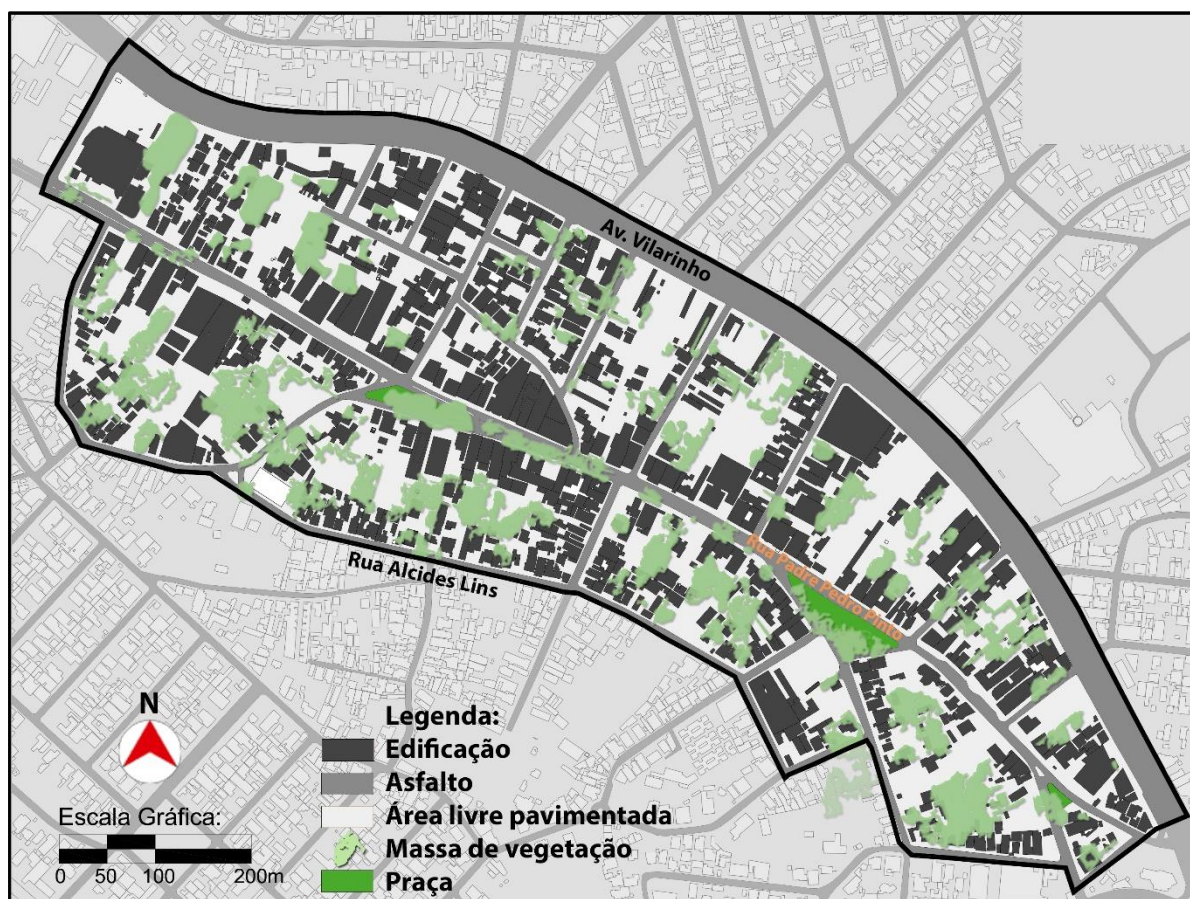 Av. Vilarinho
Rua Padre Pedro Pinto
Rua Alcides Lins
N
Legenda:
Edificação
Asfalto
Área livre pavimentada
Massa de vegetação
Praça
Escala Gráfica:
0 50 100 200m